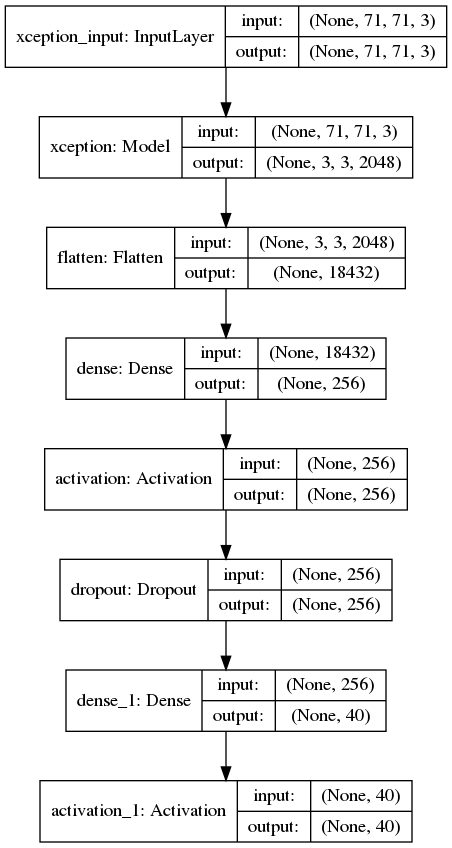 xception_input: InputLayer
input: (None, 71, 71, 3)
output: (None, 71, 71, 3)
xception: Model
input: (None, 71, 71, 3)
output: (None, 3, 3, 2048)
flatten: Flatten
input: (None, 3, 3, 2048)
output: (None, 18432)
dense: Dense
input: (None, 18432)
output: (None, 256)
activation: Activation
input: (None, 256)
output: (None, 256)
dropout: Dropout
input: (None, 256)
output: (None, 256)
dense_1: Dense
input: (None, 256)
output: (None, 40)
activation_1: Activation
input: (None, 40)
output: (None, 40)